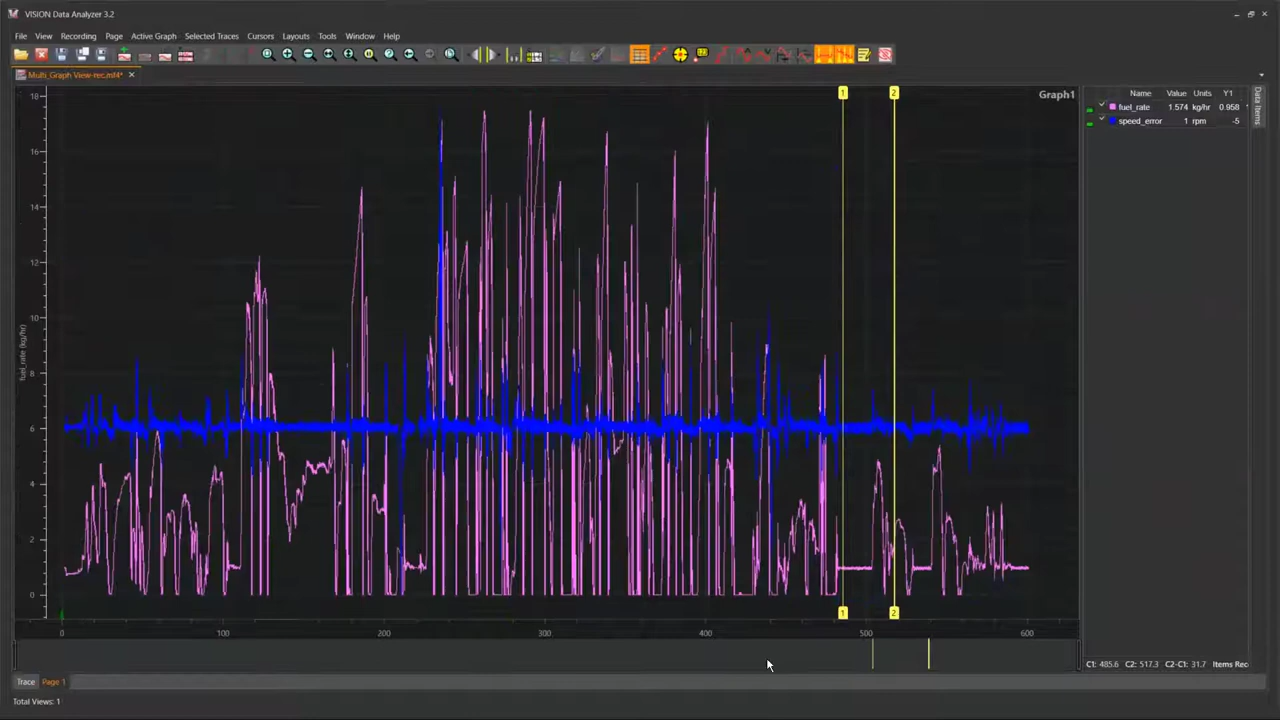 VISION Data Analyzer 3.2
File View Recording Page Active Graph Selected Traces Cursors Layouts Tools Window Help
Multi_Graph View-rec.mf4*
Graph1
Name Value Units Y1
fuel_rate 1.574 kg/hr 0.958
speed_error 1 rpm -5
Data Items
1 2
18
16
14
12
10
8
6
4
2
0
fuel_rate (kg/hr)
1 2
0 100 200 300 400 500 600
C1: 485.6 C2: 517.3 C2-C1: 31.7 Items Rec
Trace Page 1
Total Views: 1